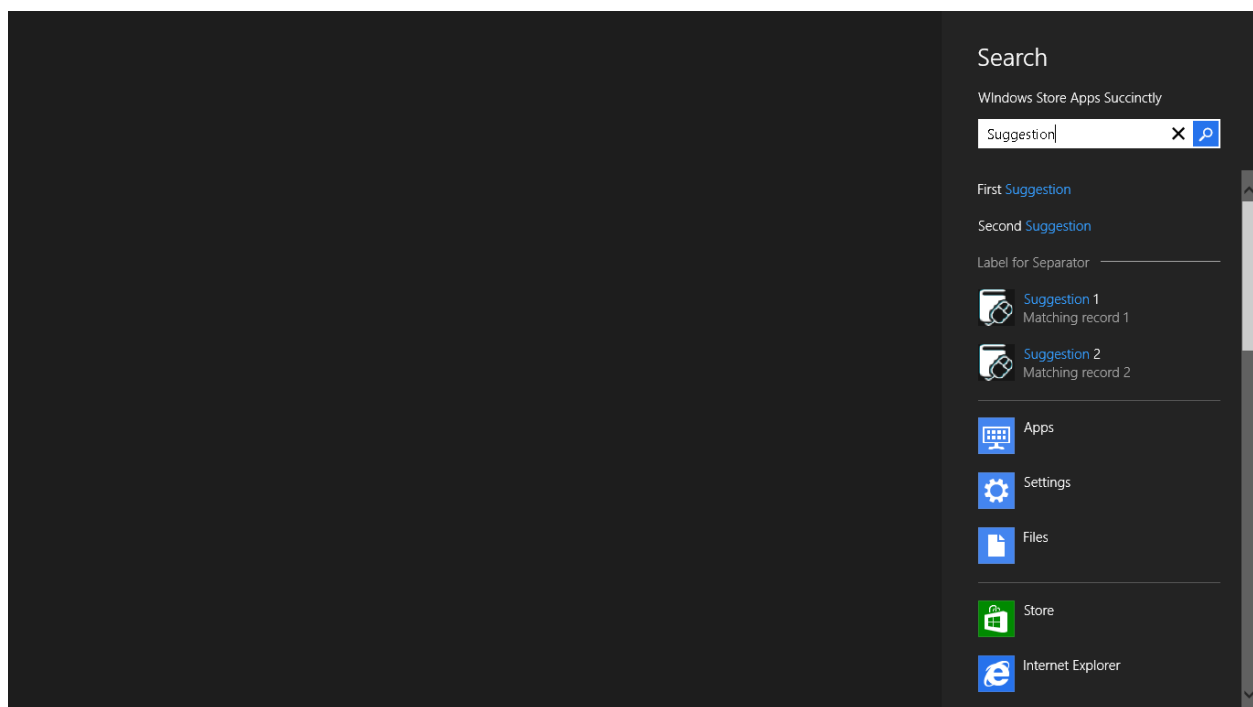 Search
WIndows Store Apps Succinctly
Suggestion
First Suggestion
Second Suggestion
Label for Separator
Suggestion 1
Matching record 1
Suggestion 2
Matching record 2
Apps
Settings
Files
Store
Internet Explorer